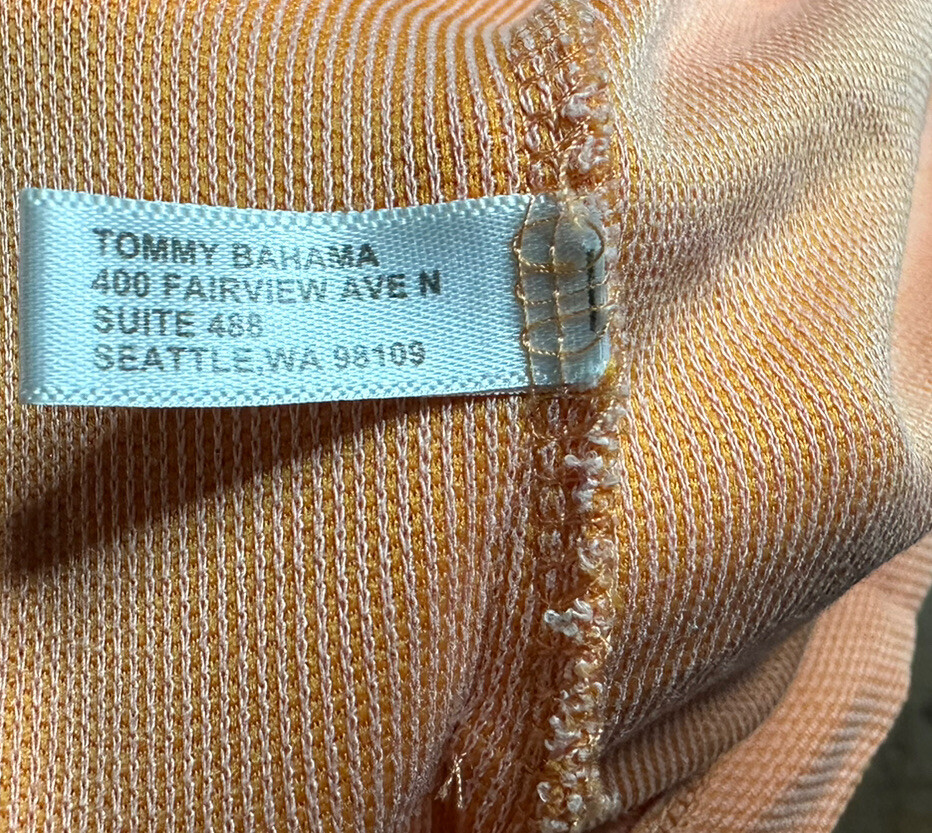 TOMMY BAHAMA
400 FAIRVIEW AVE N
SUITE 488
SEATTLE, WA 98109